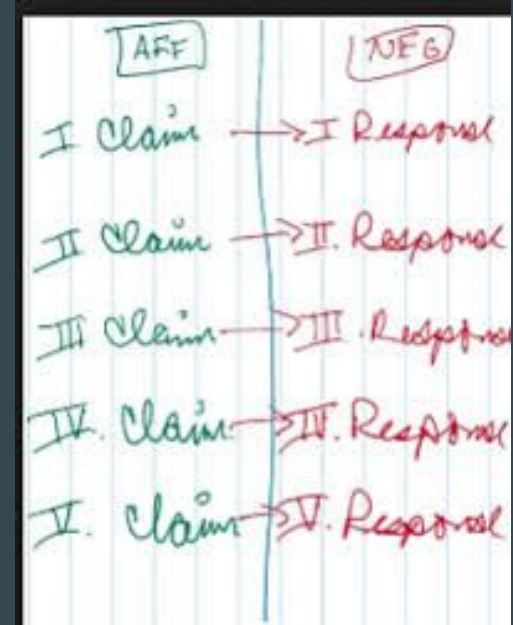 AFF NEG
I Claim → I Response
II Claim → II. Response
III Claim → III. Response
IV. Claim → IV. Response
V. Claim → V. Response